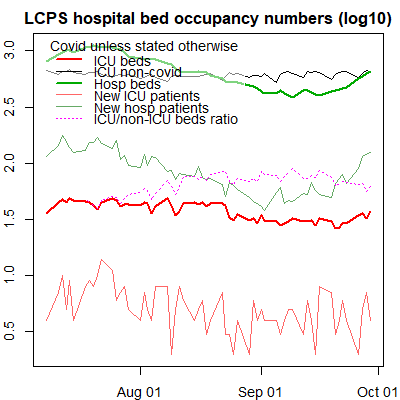 LCPS hospital bed occupancy numbers (log10)
Covid unless stated otherwise
ICU beds
ICU non-covid
Hosp beds
New ICU patients
New hosp patients
ICU/non-ICU beds ratio
3.0
2.5
2.0
1.5
1.0
0.5
Aug 01
Sep 01
Oct 01